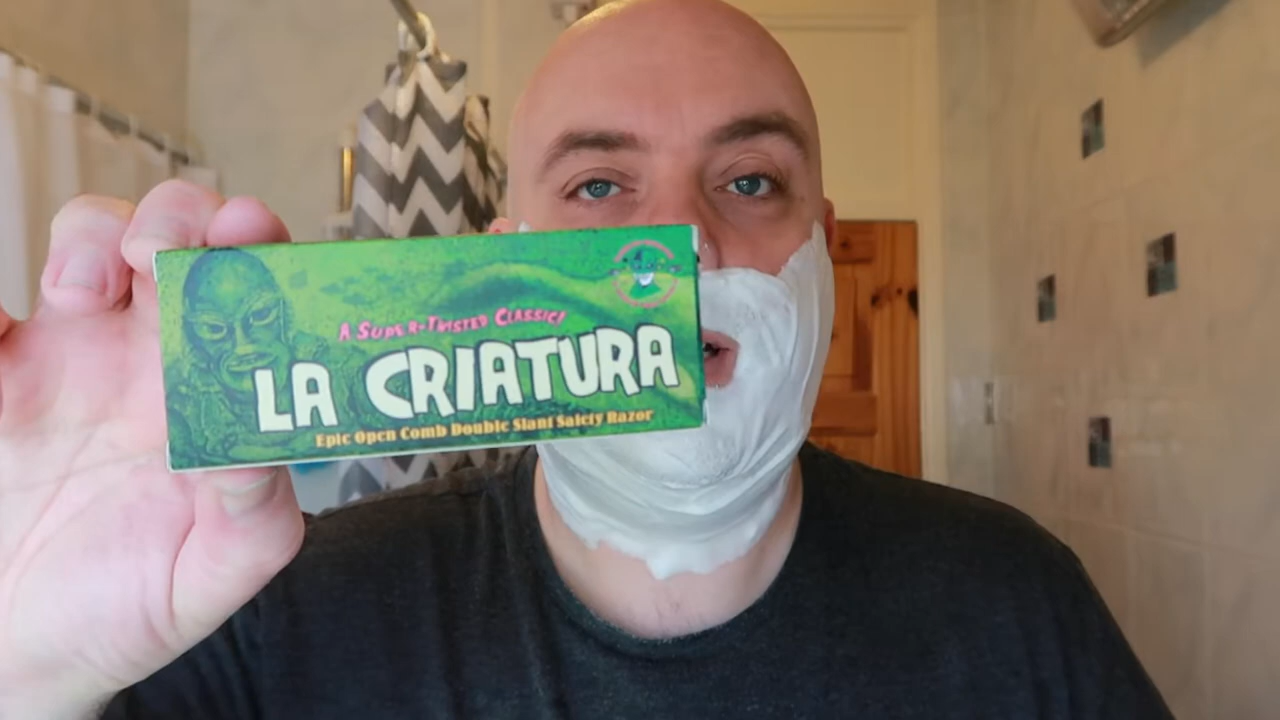 A SUPER-TWISTED CLASSIC!
LA CRIATURA
Epic Open Comb Double Slant Safety Razor